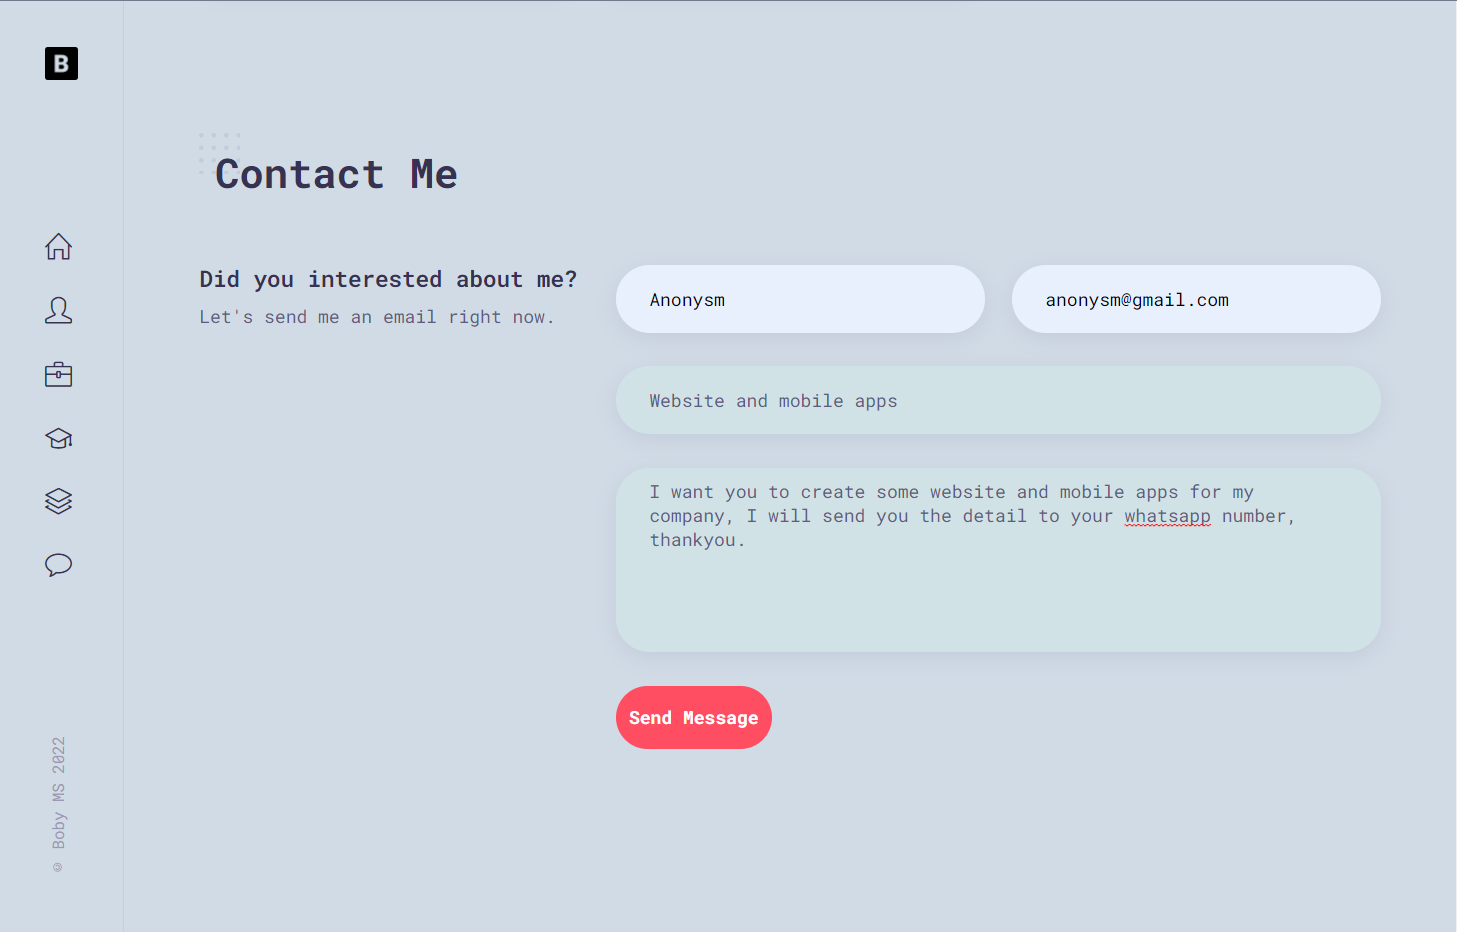 B
Contact Me
Did you interested about me?
Let's send me an email right now.
Anonysm
anonysm@gmail.com
Website and mobile apps
I want you to create some website and mobile apps for my
company, I will send you the detail to your whatsapp number,
thankyou.
Send Message
© Boby MS 2022